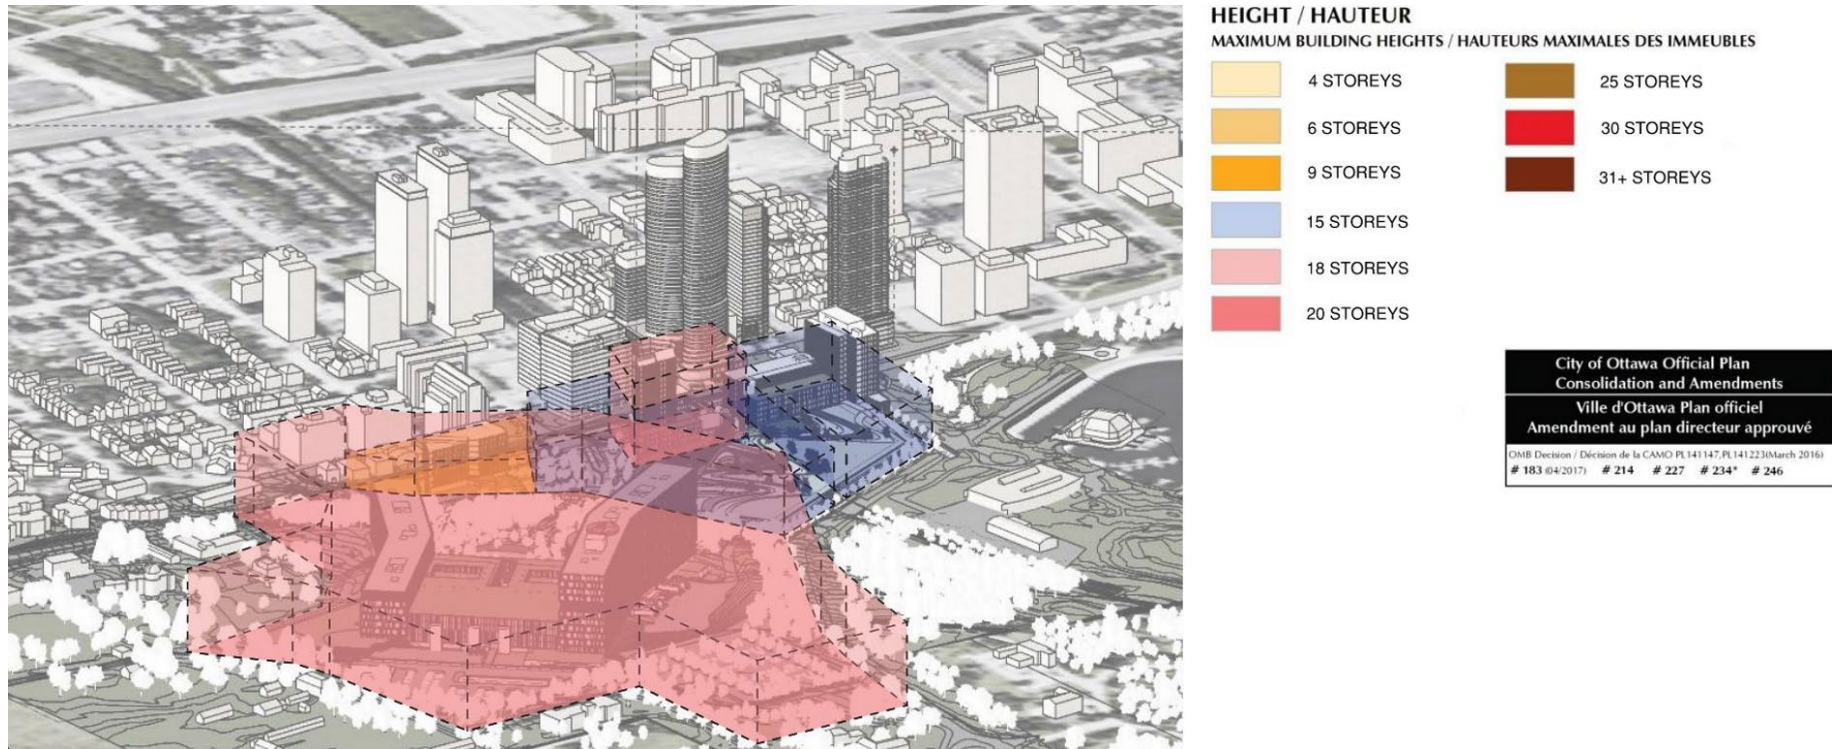 HEIGHT / HAUTEUR
MAXIMUM BUILDING HEIGHTS / HAUTEURS MAXIMALES DES IMMEUBLES
4 STOREYS
6 STOREYS
9 STOREYS
15 STOREYS
18 STOREYS
20 STOREYS
25 STOREYS
30 STOREYS
31+ STOREYS
City of Ottawa Official Plan
Consolidation and Amendments
Ville d'Ottawa Plan officiel
Amendment au plan directeur approuvé
OMB Decision / Décision de la CAMO PL141147,PL141223(March 2016)
# 183 (04/2017) # 214 # 227 # 234* # 246